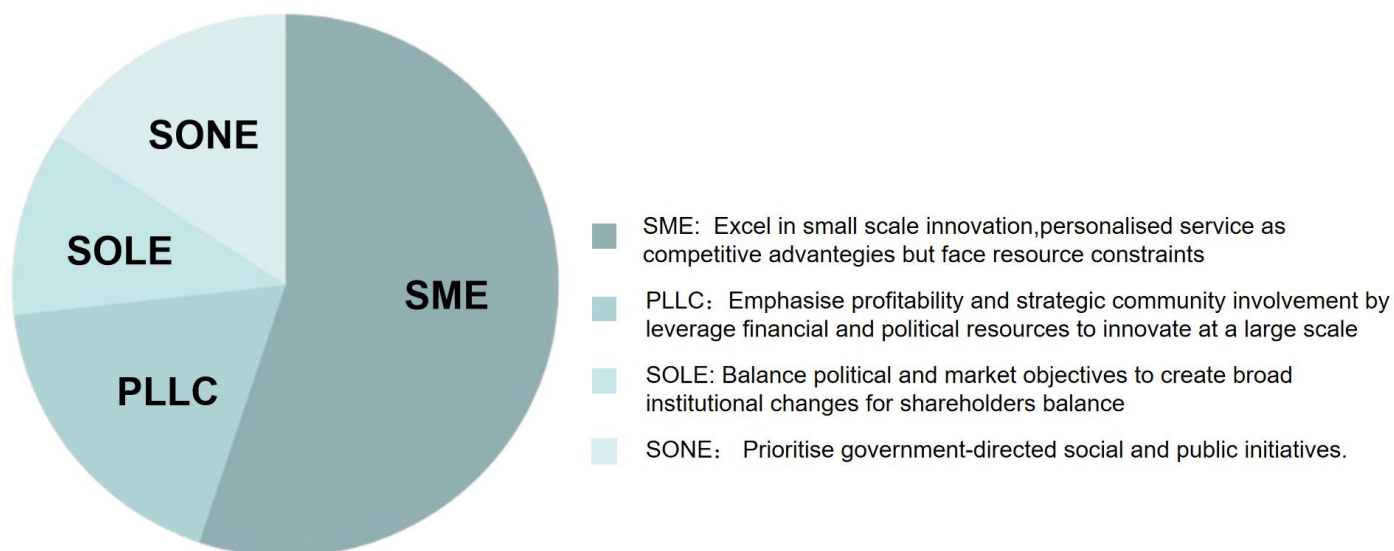 SONE
SOLE
SME
PLLC
SME:  Excel in small scale innovation,personalised service as
competitive advantegies but face resource constraints
PLLC： Emphasise profitability and strategic community involvement by
leverage financial and political resources to innovate at a large scale
SOLE: Balance political and market objectives to create broad
institutional changes for shareholders balance
SONE： Prioritise government-directed social and public initiatives.